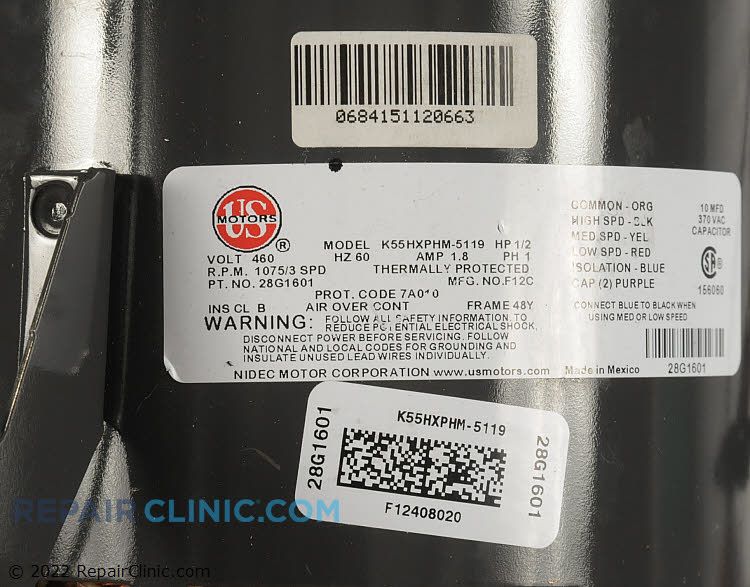 0684151120663
US
MOTORS
®
MODEL K55HXPHM-5119 HP 1/2
VOLT 460 HZ 60 AMP 1.8 PH 1
R.P.M. 1075/3 SPD THERMALLY PROTECTED
PT. NO. 28G1601 MFG. NO. F12C
PROT. CODE 7A010
INS CL B AIR OVER CONT FRAME 48Y
WARNING: FOLLOW ALL SAFETY INFORMATION TO
REDUCE POTENTIAL ELECTRICAL SHOCK,
DISCONNECT POWER BEFORE SERVICING. FOLLOW
NATIONAL AND LOCAL CODES FOR GROUNDING AND
INSULATE UNUSED LEAD WIRES INDIVIDUALLY.
NIDEC MOTOR CORPORATION www.usmotors.com
COMMON - ORG
HIGH SPD - BLK
MED SPD - YEL
LOW SPD - RED
ISOLATION - BLUE
CAP (2) PURPLE
10 MFD
370 VAC
CAPACITOR
156060
CONNECT BLUE TO BLACK WHEN
USING MED OR LOW SPEED
Made in Mexico 28G1601
K55HXPHM-5119
28G1601
28G1601
F12408020
REPAIR CLINIC.COM
© 2022 RepairClinic.com